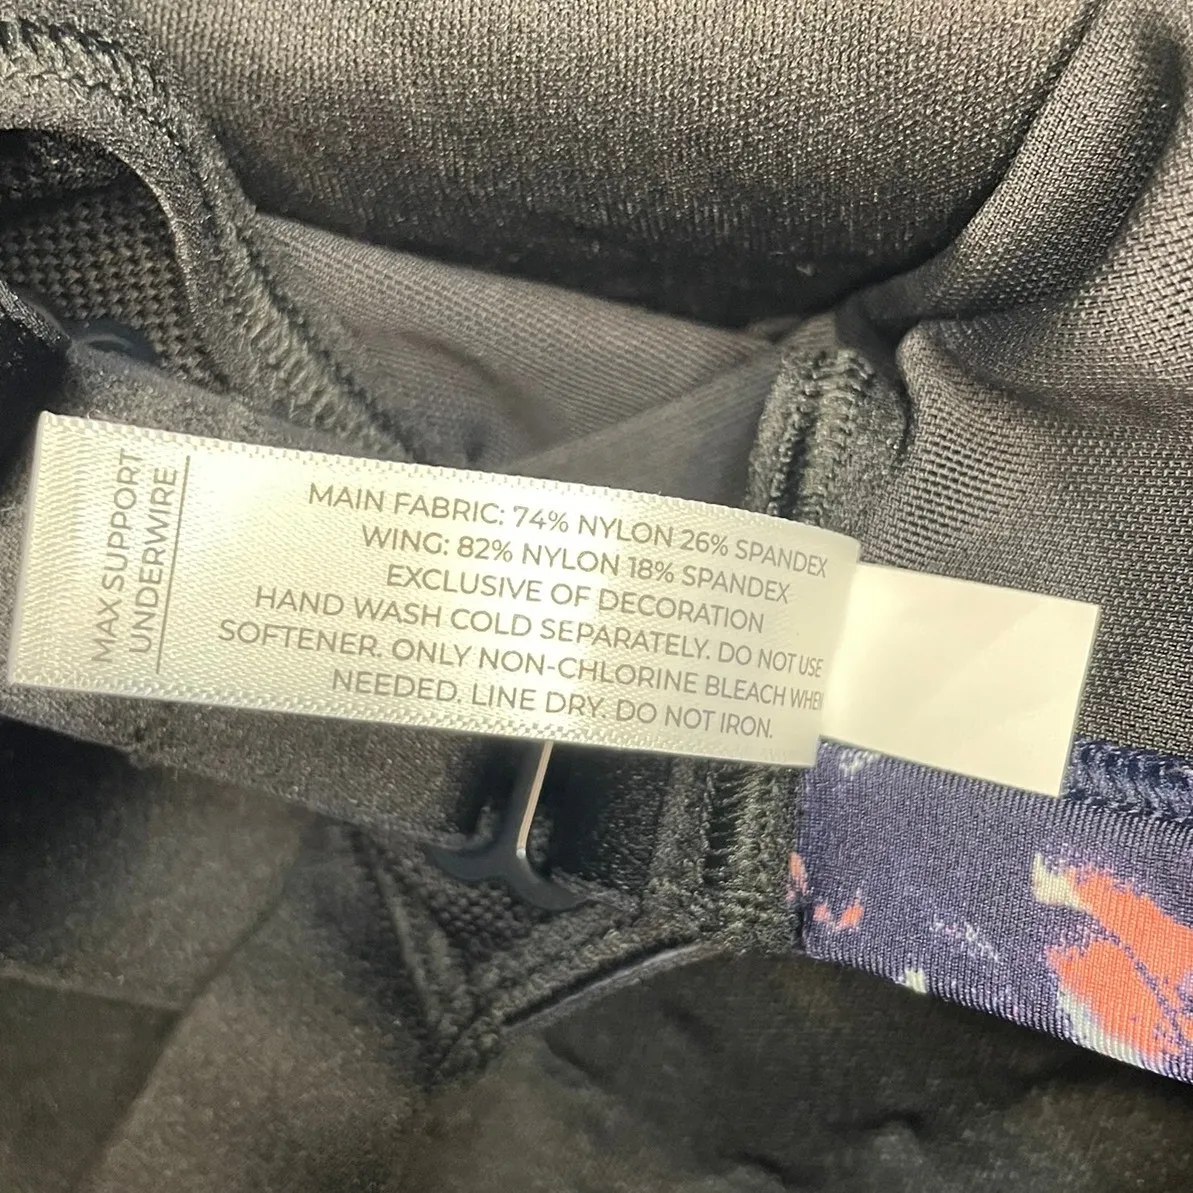 MAX SUPPORT
UNDERWIRE
MAIN FABRIC: 74% NYLON 26% SPANDEX
WING: 82% NYLON 18% SPANDEX
EXCLUSIVE OF DECORATION
HAND WASH COLD SEPARATELY. DO NOT USE
SOFTENER. ONLY NON-CHLORINE BLEACH WHEN
NEEDED. LINE DRY. DO NOT IRON.